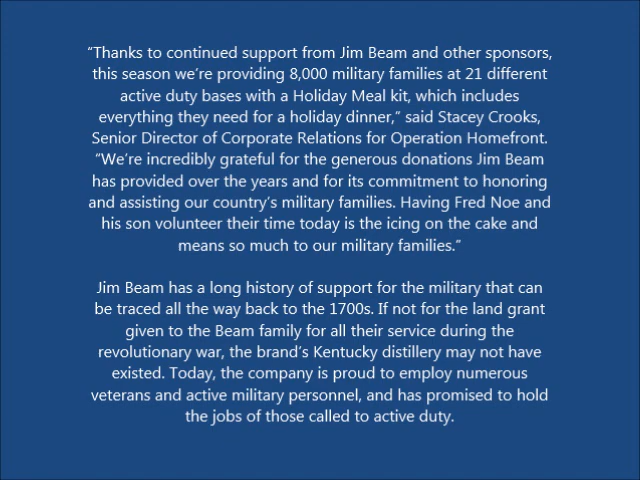 “Thanks to continued support from Jim Beam and other sponsors,
this season we’re providing 8,000 military families at 21 different
active duty bases with a Holiday Meal kit, which includes
everything they need for a holiday dinner,” said Stacey Crooks,
Senior Director of Corporate Relations for Operation Homefront.
“We’re incredibly grateful for the generous donations Jim Beam
has provided over the years and for its commitment to honoring
and assisting our country’s military families. Having Fred Noe and
his son volunteer their time today is the icing on the cake and
means so much to our military families.”
Jim Beam has a long history of support for the military that can
be traced all the way back to the 1700s. If not for the land grant
given to the Beam family for all their service during the
revolutionary war, the brand’s Kentucky distillery may not have
existed. Today, the company is proud to employ numerous
veterans and active military personnel, and has promised to hold
the jobs of those called to active duty.